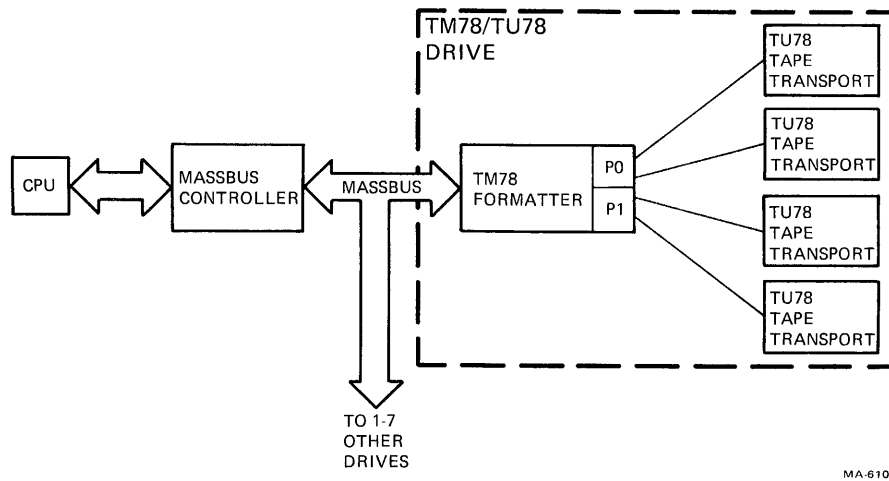 TM78/TU78
DRIVE
TU78
TAPE
TRANSPORT
TU78
TAPE
TRANSPORT
CPU
MASSBUS
CONTROLLER
MASSBUS
TM78
FORMATTER
P0
P1
TU78
TAPE
TRANSPORT
TU78
TAPE
TRANSPORT
TO 1-7
OTHER
DRIVES
MA-610